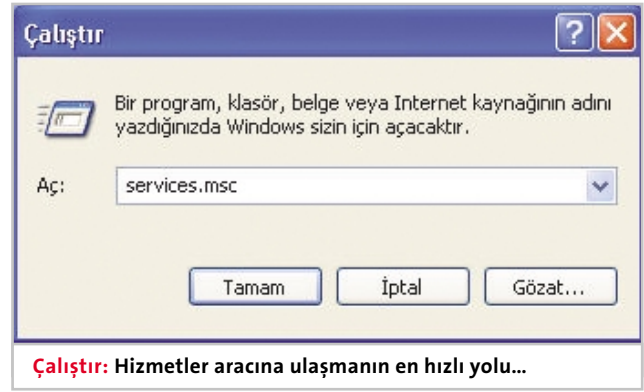 Çalıştır
Bir program, klasör, belge veya Internet kaynağının adını
yazdığınızda Windows sizin için açacaktır.
Aç: services.msc
Tamam İptal Gözat...
Çalıştır: Hizmetler aracına ulaşmanın en hızlı yolu...